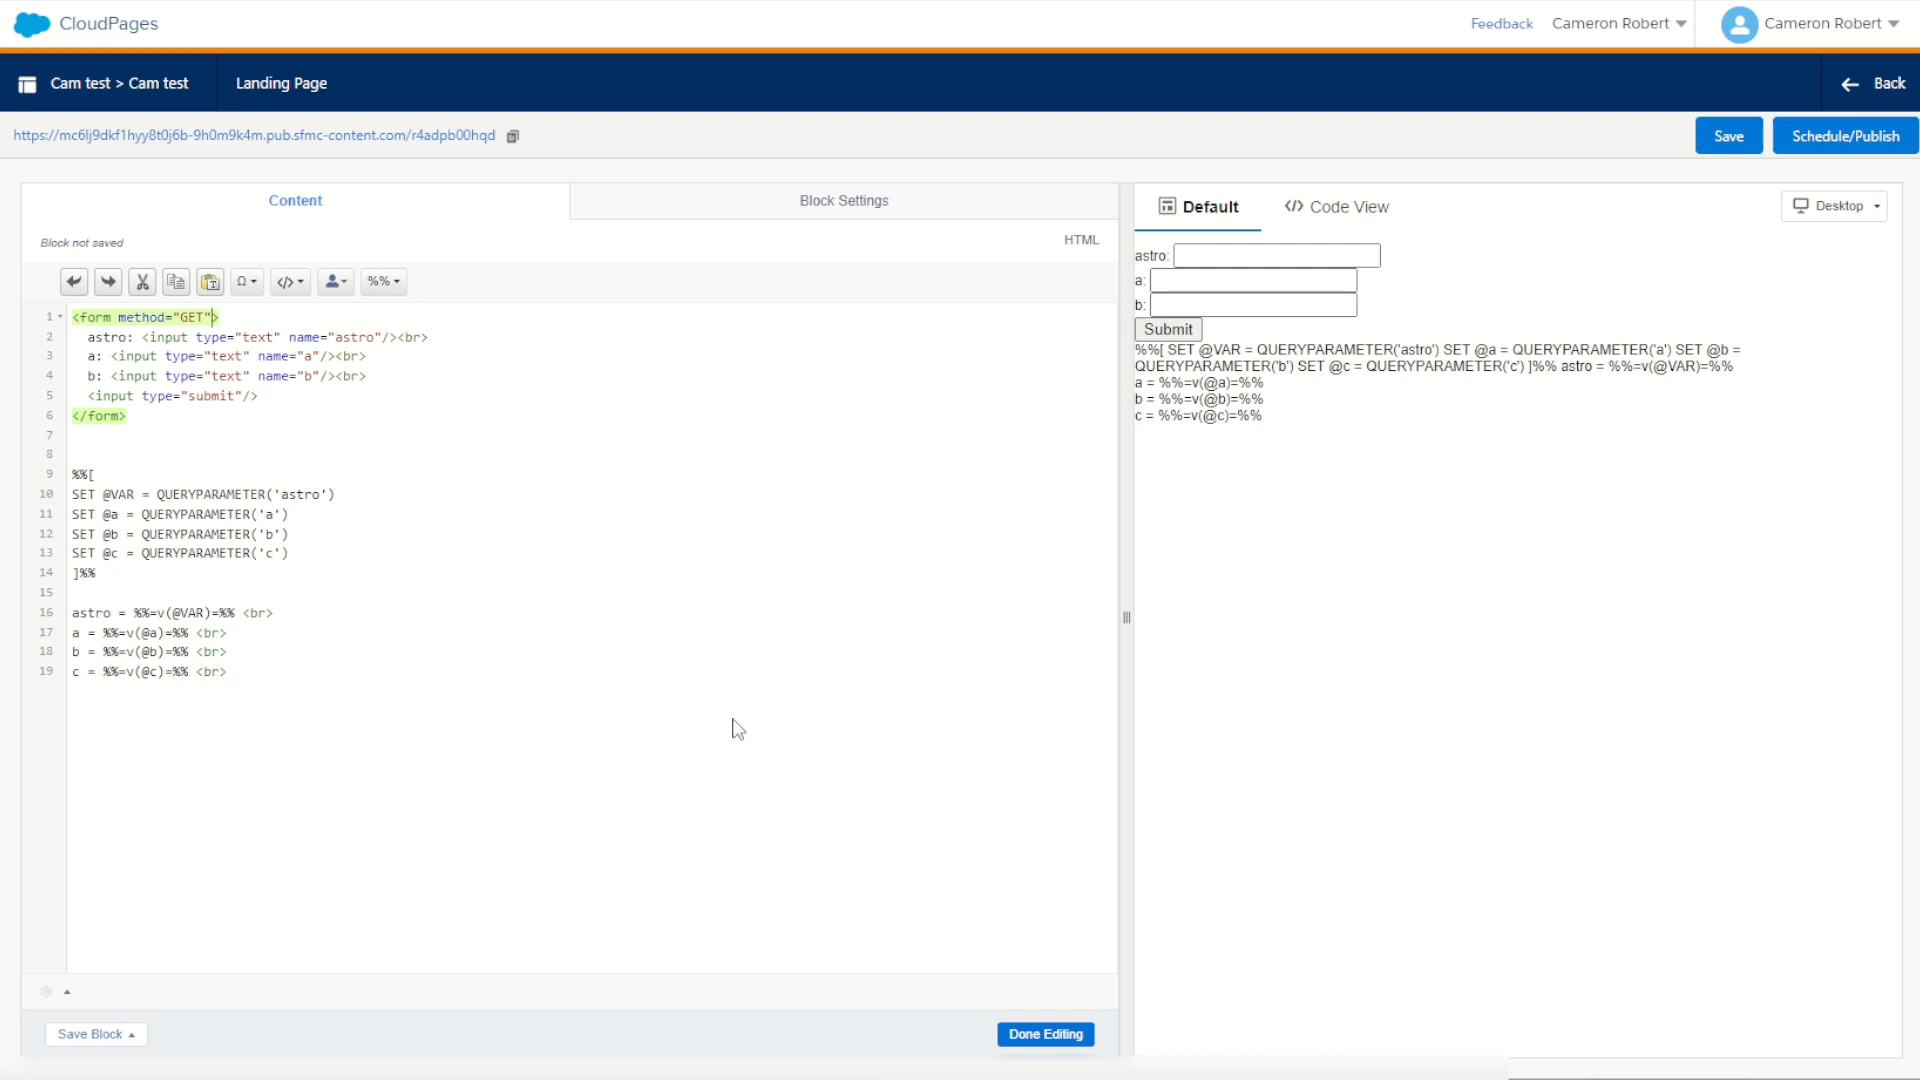 CloudPages
Feedback
Cameron Robert
Cameron Robert
Cam test > Cam test
Landing Page
Back
https://mc6lj9dkf1hyy8t0j6b-9h0m9k4m.pub.sfmc-content.com/r4adpb00hqd
Save
Schedule/Publish
Content
Block Settings
Block not saved
HTML
Ω
</>
%%
1 <form method="GET">
2 astro: <input type="text" name="astro"/><br>
3 a: <input type="text" name="a"/><br>
4 b: <input type="text" name="b"/><br>
5 <input type="submit"/>
6 </form>
7
8
9 %%[
10 SET @VAR = QUERYPARAMETER('astro')
11 SET @a = QUERYPARAMETER('a')
12 SET @b = QUERYPARAMETER('b')
13 SET @c = QUERYPARAMETER('c')
14 ]%%
15
16 astro = %%=v(@VAR)=%% <br>
17 a = %%=v(@a)=%% <br>
18 b = %%=v(@b)=%% <br>
19 c = %%=v(@c)=%% <br>
Save Block
Done Editing
Default
</> Code View
Desktop
astro:
a:
b:
Submit
%%[ SET @VAR = QUERYPARAMETER('astro') SET @a = QUERYPARAMETER('a') SET @b =
QUERYPARAMETER('b') SET @c = QUERYPARAMETER('c') ]%% astro = %%=v(@VAR)=%%
a = %%=v(@a)=%%
b = %%=v(@b)=%%
c = %%=v(@c)=%%